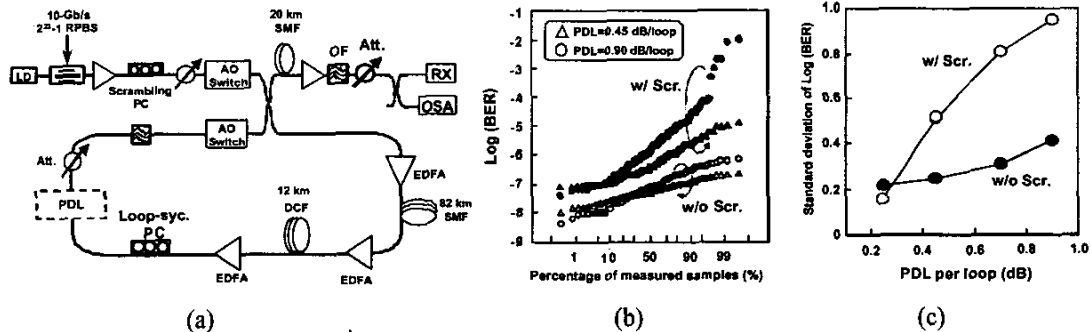 10-Gb/s
2²³-1 RPBS
LD
Scrambling
PC
AO
Switch
20 km
SMF
OF
Att.
RX
OSA
AO
Switch
Att.
PDL
Loop-syc.
PC
EDFA
12 km
DCF
EDFA
82 km
SMF
EDFA
(a)
Log (BER)
-1
-2
-3
-4
-5
-6
-7
-8
-9
PDL=0.45 dB/loop
PDL=0.90 dB/loop
w/ Scr.
w/o Scr.
1 10 50 90 99
Percentage of measured samples (%)
(b)
Standard deviation of Log (BER)
1.0
0.8
0.6
0.4
0.2
0
w/ Scr.
w/o Scr.
0.2 0.4 0.6 0.8 1.0
PDL per loop (dB)
(c)